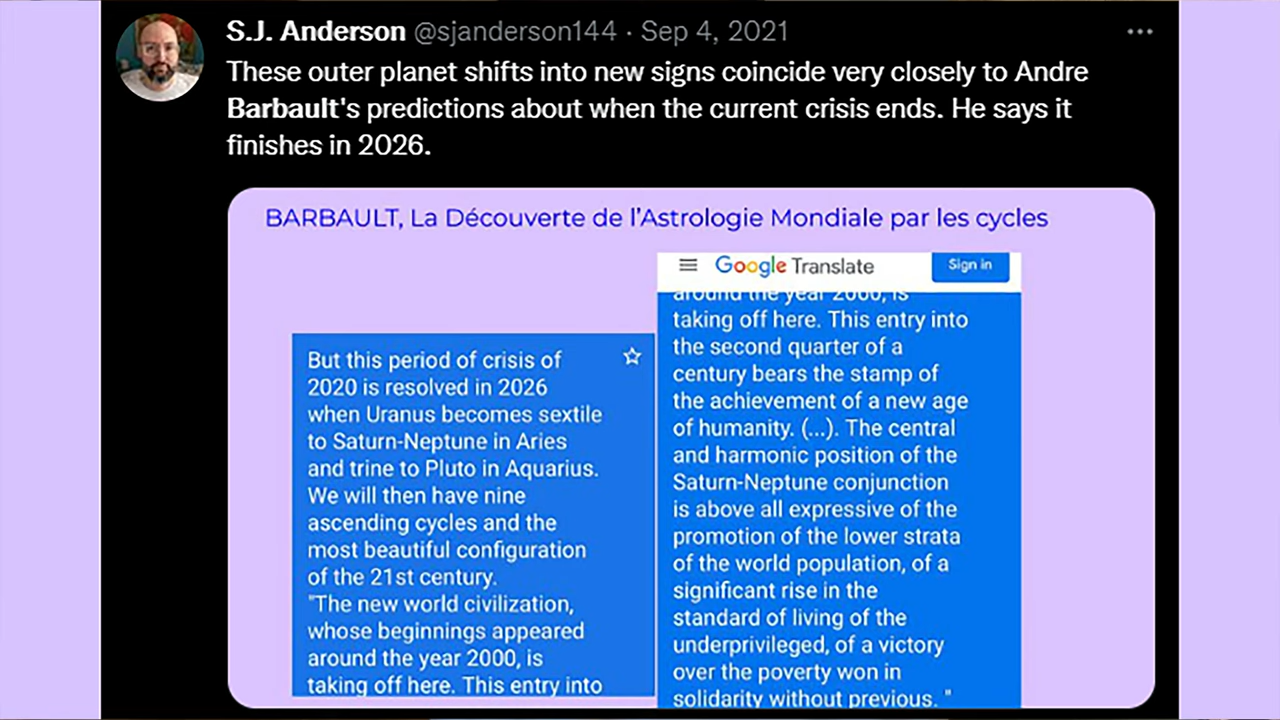 S.J. Anderson @sjanderson144 · Sep 4, 2021
These outer planet shifts into new signs coincide very closely to Andre
Barbault's predictions about when the current crisis ends. He says it
finishes in 2026.
BARBAULT, La Découverte de l'Astrologie Mondiale par les cycles
But this period of crisis of
2020 is resolved in 2026
when Uranus becomes sextile
to Saturn-Neptune in Aries
and trine to Pluto in Aquarius.
We will then have nine
ascending cycles and the
most beautiful configuration
of the 21st century.
"The new world civilization,
whose beginnings appeared
around the year 2000, is
taking off here. This entry into
Google Translate
Sign in
around the year 2000, is
taking off here. This entry into
the second quarter of a
century bears the stamp of
the achievement of a new age
of humanity. (...). The central
and harmonic position of the
Saturn-Neptune conjunction
is above all expressive of the
promotion of the lower strata
of the world population, of a
significant rise in the
standard of living of the
underprivileged, of a victory
over the poverty won in
solidarity without previous. "